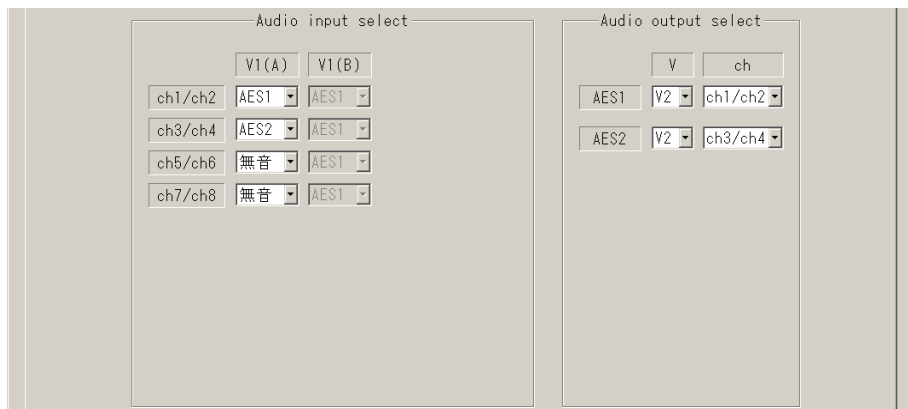 Audio input select
V1(A) V1(B)
ch1/ch2 AES1 AES1
ch3/ch4 AES2 AES1
ch5/ch6 無音 AES1
ch7/ch8 無音 AES1
Audio output select
V ch
AES1 V2 ch1/ch2
AES2 V2 ch3/ch4